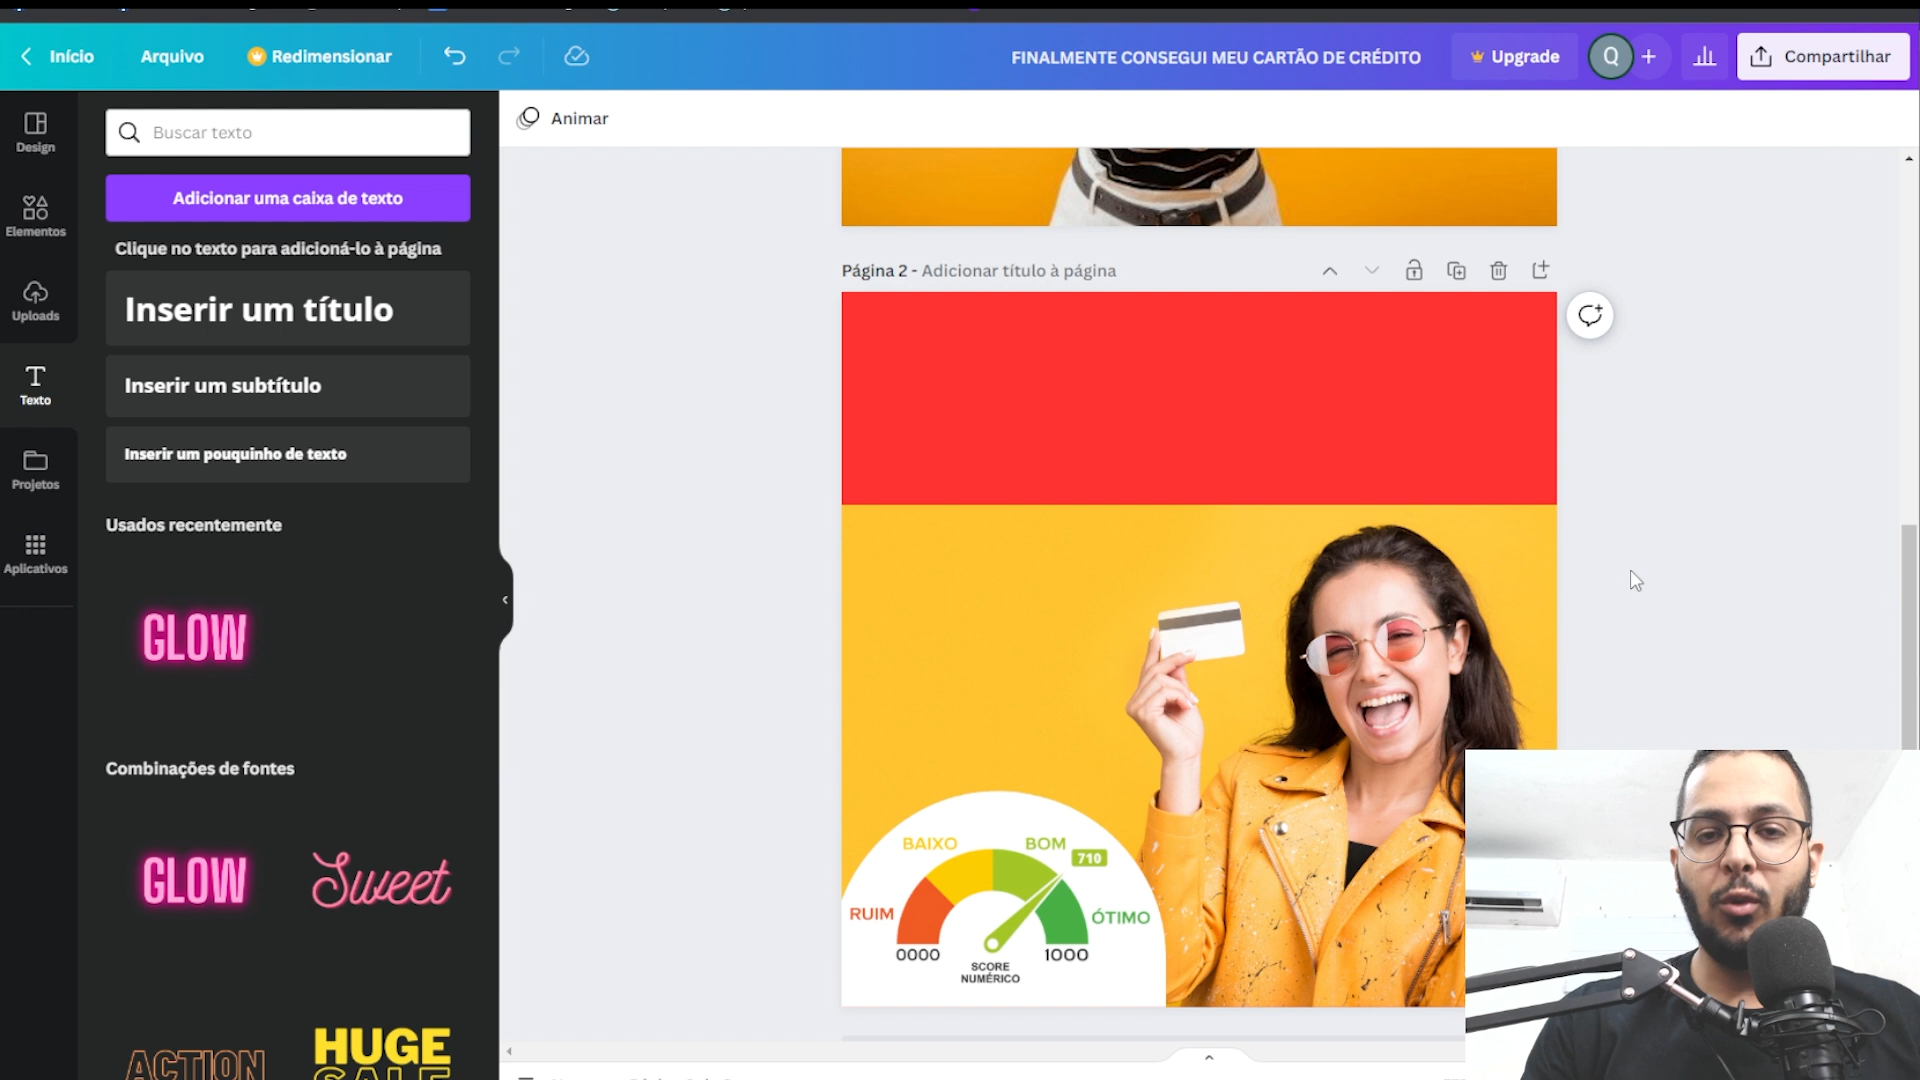 Início
Arquivo
Redimensionar
FINALMENTE CONSEGUI MEU CARTÃO DE CRÉDITO
Upgrade
Q
Compartilhar
Design
Elementos
Uploads
Texto
Projetos
Aplicativos
Buscar texto
Adicionar uma caixa de texto
Clique no texto para adicioná-lo à página
Inserir um título
Inserir um subtítulo
Inserir um pouquinho de texto
Usados recentemente
GLOW
Combinações de fontes
GLOW
Sweet
ACTION
HUGE
SALE
Animar
Página 2 - Adicionar título à página
BAIXO
BOM
710
RUIM
ÓTIMO
0000
1000
SCORE
NUMÉRICO